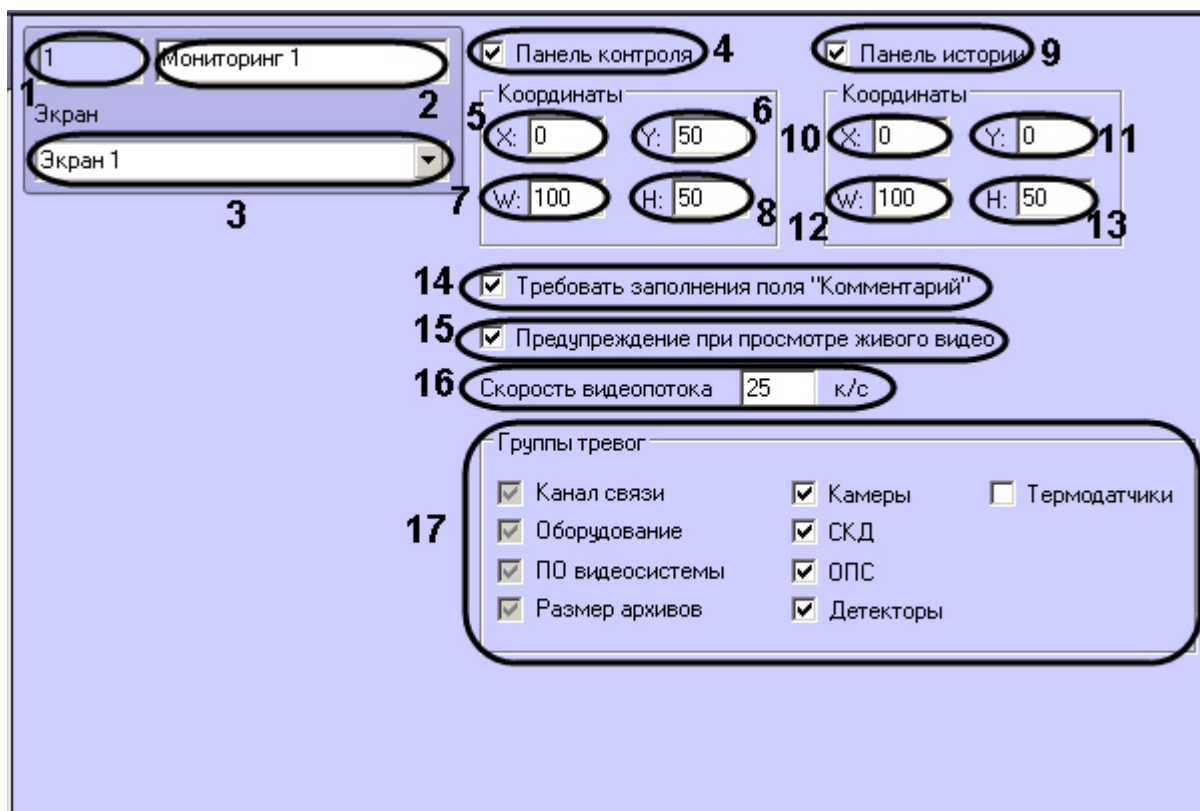 1 Мониторинг 1
1 2
Экран
Экран 1
3
Панель контроля 4
Координаты
5 X: 0 Y: 50 6
7 W: 100 H: 50 8
Панель истории 9
Координаты
10 X: 0 Y: 0 11
12 W: 100 H: 50 13
14 Требовать заполнения поля "Комментарий"
15 Предупреждение при просмотре живого видео
16 Скорость видеопотока 25 к/с
17
Группы тревог
Канал связи Камеры Термодатчики
Оборудование СКД
ПО видеосистемы ОПС
Размер архивов Детекторы